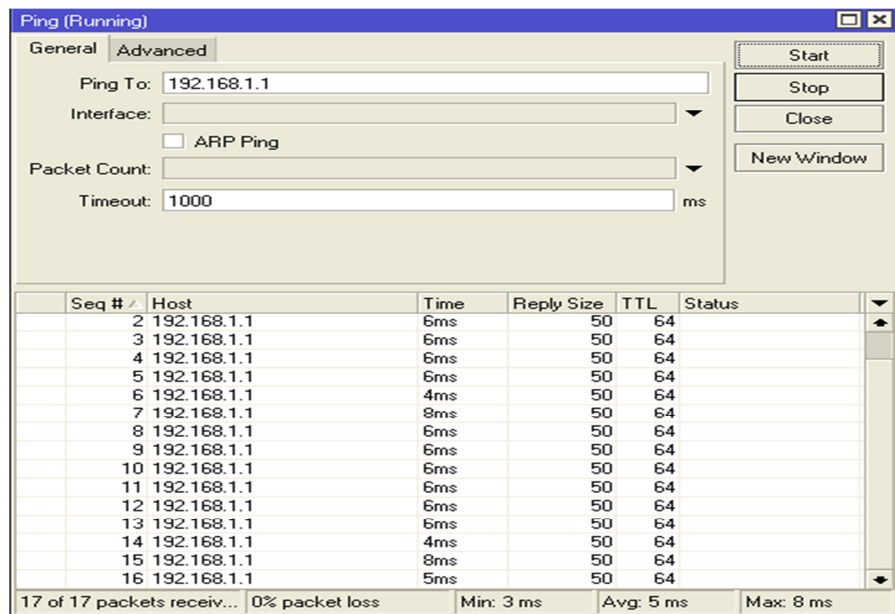 Ping (Running)
General Advanced
Start
Ping To: 192.168.1.1
Stop
Interface:
Close
ARP Ping
New Window
Packet Count:
Timeout: 1000 ms
Seq # Host Time Reply Size TTL Status
2 192.168.1.1 6ms 50 64
3 192.168.1.1 6ms 50 64
4 192.168.1.1 6ms 50 64
5 192.168.1.1 6ms 50 64
6 192.168.1.1 4ms 50 64
7 192.168.1.1 8ms 50 64
8 192.168.1.1 6ms 50 64
9 192.168.1.1 6ms 50 64
10 192.168.1.1 6ms 50 64
11 192.168.1.1 6ms 50 64
12 192.168.1.1 6ms 50 64
13 192.168.1.1 6ms 50 64
14 192.168.1.1 4ms 50 64
15 192.168.1.1 8ms 50 64
16 192.168.1.1 5ms 50 64
17 of 17 packets receiv... 0% packet loss Min: 3 ms Avg: 5 ms Max: 8 ms